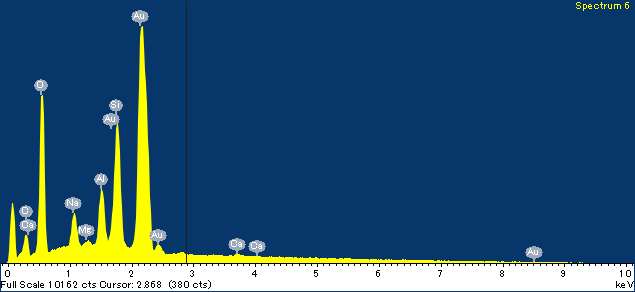 Spectrum 6
Au
O
Si
Au
Al
Na
O
Ca
Mg
Au
Ca
Ca
Au
0 1 2 3 4 5 6 7 8 9 10
Full Scale 10162 cts Cursor: 2.868 (380 cts) keV